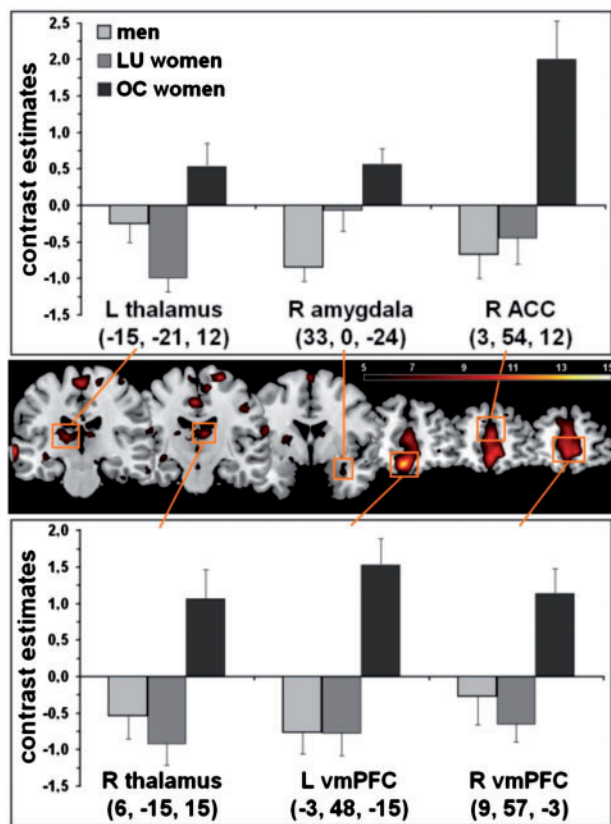 contrast estimates
2.5
2.0
1.5
1.0
0.5
0.0
-0.5
-1.0
-1.5
men
LU women
OC women
L thalamus R amygdala R ACC
(-15, -21, 12) (33, 0, -24) (3, 54, 12)
5 7 9 11 13 15
contrast estimates
2.0
1.5
1.0
0.5
0.0
-0.5
-1.0
-1.5
R thalamus L vmPFC R vmPFC
(6, -15, 15) (-3, 48, -15) (9, 57, -3)